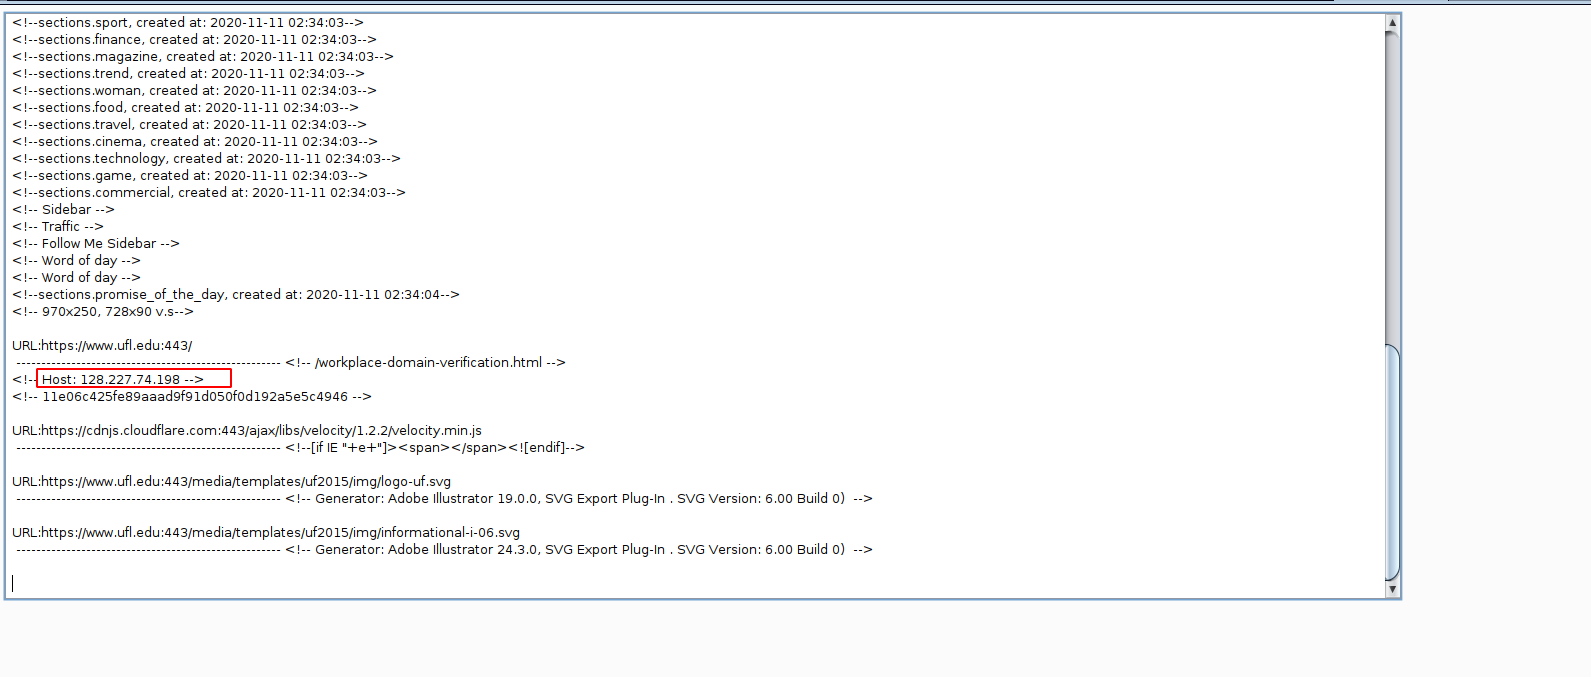 <!--sections.sport, created at: 2020-11-11 02:34:03-->
<!--sections.finance, created at: 2020-11-11 02:34:03-->
<!--sections.magazine, created at: 2020-11-11 02:34:03-->
<!--sections.trend, created at: 2020-11-11 02:34:03-->
<!--sections.woman, created at: 2020-11-11 02:34:03-->
<!--sections.food, created at: 2020-11-11 02:34:03-->
<!--sections.travel, created at: 2020-11-11 02:34:03-->
<!--sections.cinema, created at: 2020-11-11 02:34:03-->
<!--sections.technology, created at: 2020-11-11 02:34:03-->
<!--sections.game, created at: 2020-11-11 02:34:03-->
<!--sections.commercial, created at: 2020-11-11 02:34:03-->
<!-- Sidebar -->
<!-- Traffic -->
<!-- Follow Me Sidebar -->
<!-- Word of day -->
<!-- Word of day -->
<!--sections.promise_of_the_day, created at: 2020-11-11 02:34:04-->
<!-- 970x250, 728x90 v.s-->
URL:https://www.ufl.edu:443/
----------------------------------------------------- <!-- /workplace-domain-verification.html -->
<!-- Host: 128.227.74.198 -->
<!-- 11e06c425fe89aaad9f91d050f0d192a5e5c4946 -->
URL:https://cdnjs.cloudflare.com:443/ajax/libs/velocity/1.2.2/velocity.min.js
----------------------------------------------------- <!--[if IE "+e+"]><span></span><![endif]-->
URL:https://www.ufl.edu:443/media/templates/uf2015/img/logo-uf.svg
----------------------------------------------------- <!-- Generator: Adobe Illustrator 19.0.0, SVG Export Plug-In . SVG Version: 6.00 Build 0)  -->
URL:https://www.ufl.edu:443/media/templates/uf2015/img/informational-i-06.svg
----------------------------------------------------- <!-- Generator: Adobe Illustrator 24.3.0, SVG Export Plug-In . SVG Version: 6.00 Build 0)  -->